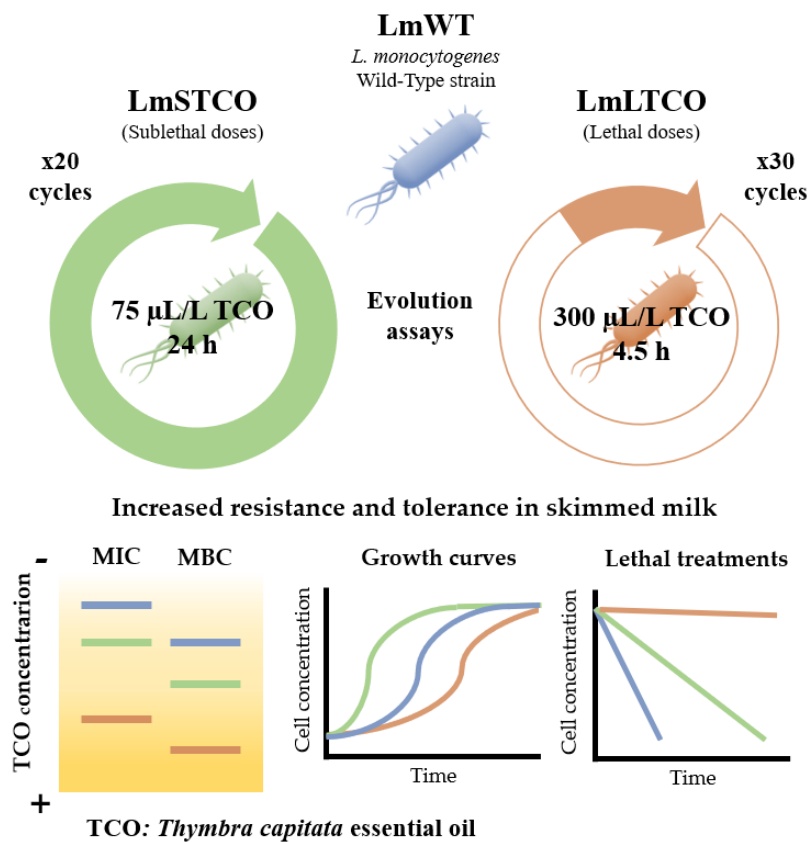 LmWT
L. monocytogenes
Wild-Type strain
LmSTCO
(Sublethal doses)
LmLTCO
(Lethal doses)
x20
cycles
x30
cycles
75 µL/L TCO
24 h
Evolution
assays
300 µL/L TCO
4.5 h
Increased resistance and tolerance in skimmed milk
-
MIC
MBC
TCO concentrarion
+
Growth curves
Cell concentration
Time
Lethal treatments
Cell concentration
Time
TCO: Thymbra capitata essential oil